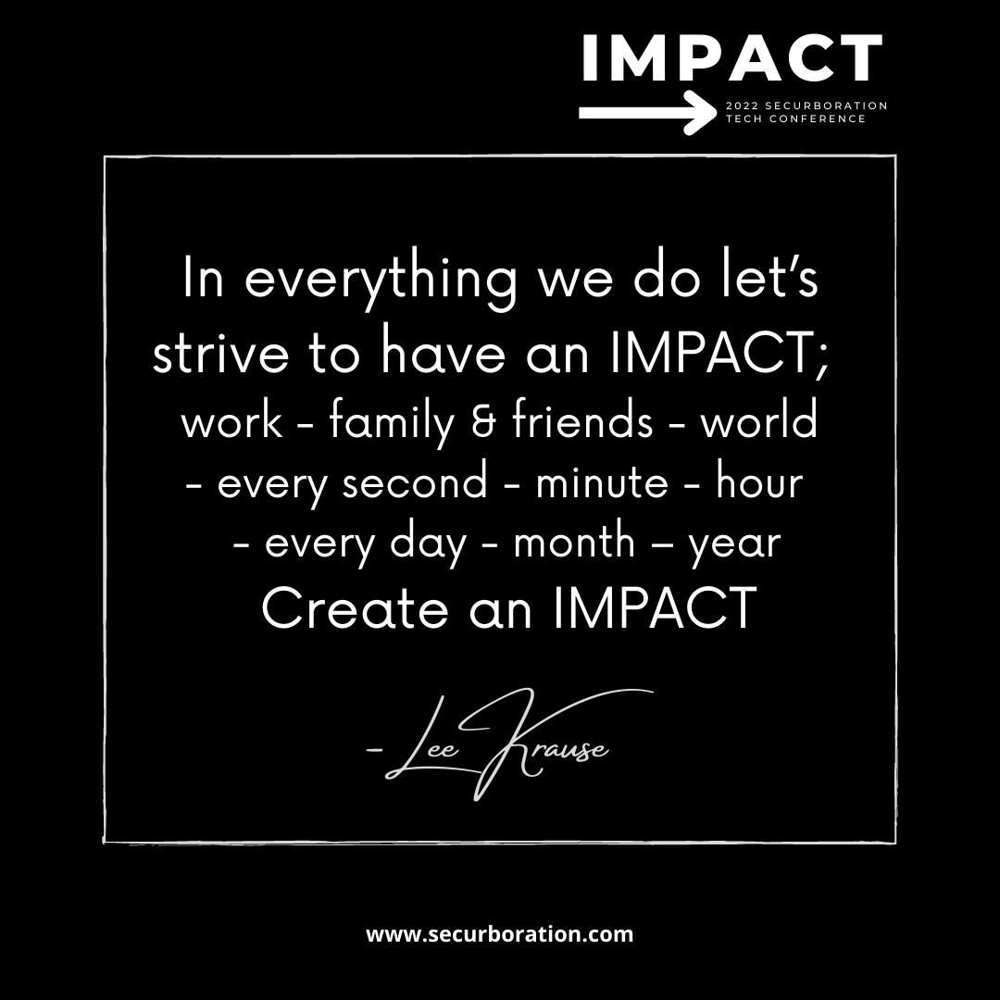 IMPACT
2022 SECURBORATION
TECH CONFERENCE
In everything we do let’s
strive to have an IMPACT;
work - family & friends - world
- every second - minute - hour
- every day - month – year
Create an IMPACT
- Lee Krause
www.securboration.com